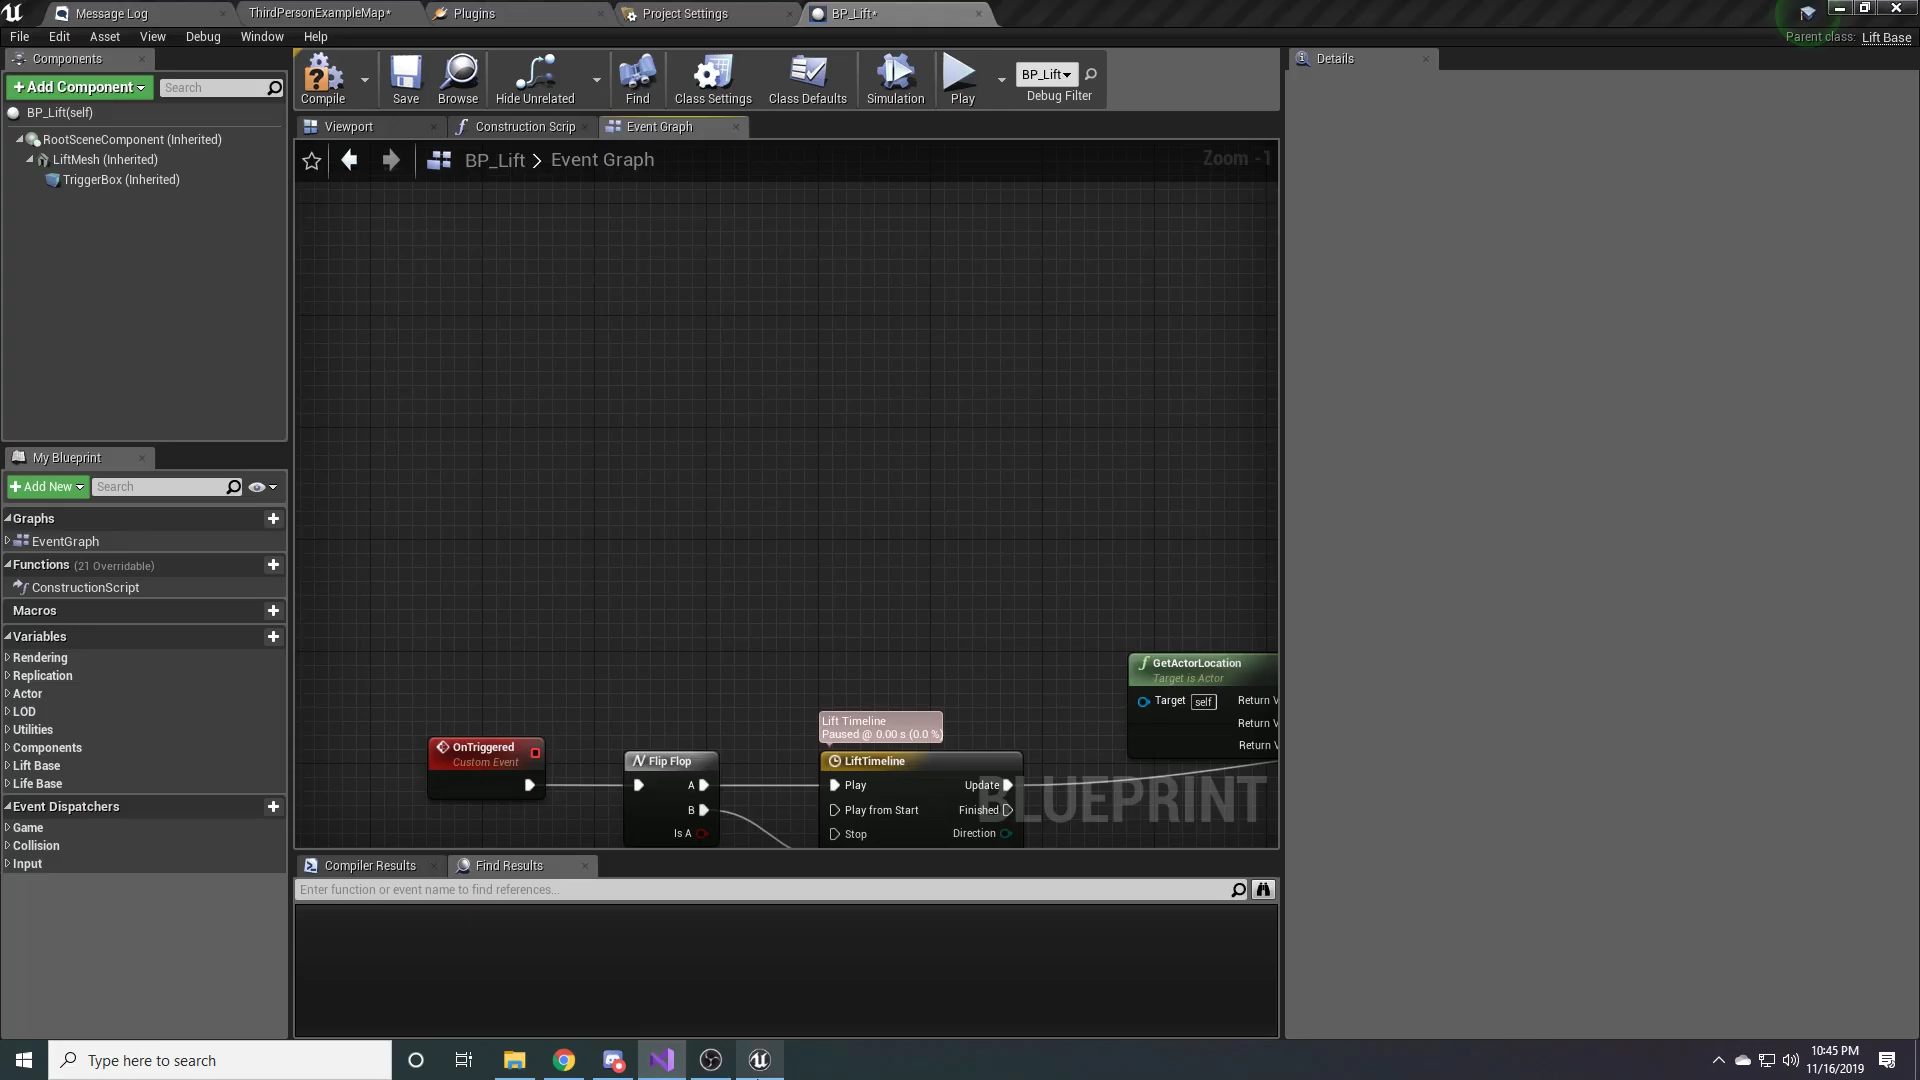 Message Log
ThirdPersonExampleMap*
Plugins
Project Settings
BP_Lift*
File
Edit
Asset
View
Debug
Window
Help
Parent class:
Lift Base
Components
+Add Component
Search
BP_Lift(self)
RootSceneComponent (Inherited)
LiftMesh (Inherited)
TriggerBox (Inherited)
Compile
Save
Browse
Hide Unrelated
Find
Class Settings
Class Defaults
Simulation
Play
BP_Lift
Debug Filter
Details
Viewport
Construction Scrip
Event Graph
BP_Lift > Event Graph
Zoom -1
My Blueprint
+Add New
Search
Graphs
EventGraph
Functions (21 Overridable)
ConstructionScript
Macros
Variables
Rendering
Replication
Actor
LOD
Utilities
Components
Lift Base
Life Base
Event Dispatchers
Game
Collision
Input
GetActorLocation
Target is Actor
Target self
Return V
Return V
Return V
Lift Timeline
Paused @ 0.00 s (0.0 %)
OnTriggered
Custom Event
Flip Flop
A
B
Is A
LiftTimeline
Play
Update
Play from Start
Finished
Stop
Direction
BLUEPRINT
Compiler Results
Find Results
Enter function or event name to find references...
Type here to search
10:45 PM
11/16/2019